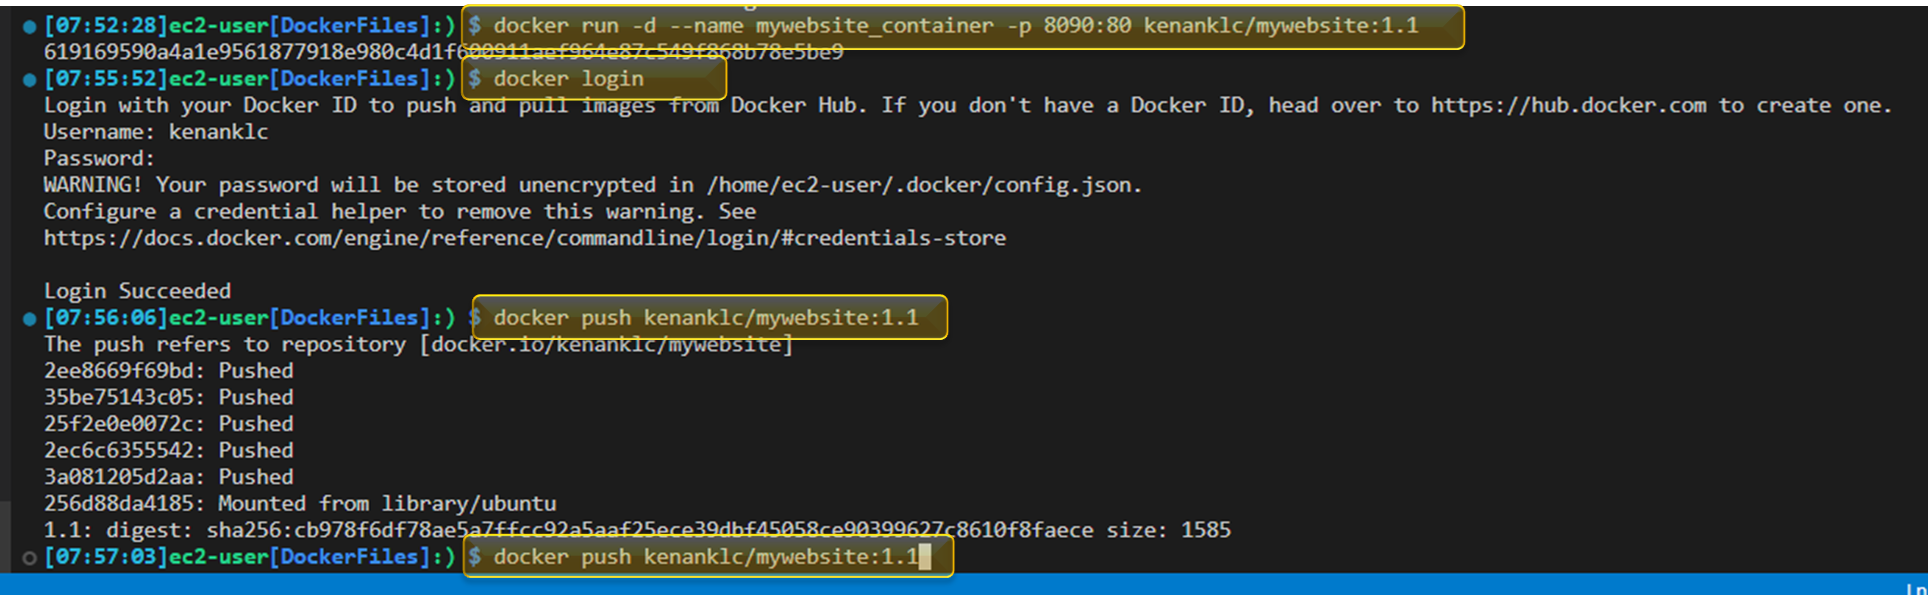 [07:52:28]ec2-user[DockerFiles]:) $ docker run -d --name mywebsite_container -p 8090:80 kenanklc/mywebsite:1.1
619169590a4a1e9561877918e980c4d1f600911aef964e87c549f868b78e5be9
[07:55:52]ec2-user[DockerFiles]:) $ docker login
Login with your Docker ID to push and pull images from Docker Hub. If you don't have a Docker ID, head over to https://hub.docker.com to create one.
Username: kenanklc
Password:
WARNING! Your password will be stored unencrypted in /home/ec2-user/.docker/config.json.
Configure a credential helper to remove this warning. See
https://docs.docker.com/engine/reference/commandline/login/#credentials-store
Login Succeeded
[07:56:06]ec2-user[DockerFiles]:) $ docker push kenanklc/mywebsite:1.1
The push refers to repository [docker.io/kenanklc/mywebsite]
2ee8669f69bd: Pushed
35be75143c05: Pushed
25f2e0e0072c: Pushed
2ec6c6355542: Pushed
3a081205d2aa: Pushed
256d88da4185: Mounted from library/ubuntu
1.1: digest: sha256:cb978f6df78ae5a7ffcc92a5aaf25ece39dbf45058ce90399627c8610f8faece size: 1585
[07:57:03]ec2-user[DockerFiles]:) $ docker push kenanklc/mywebsite:1.1